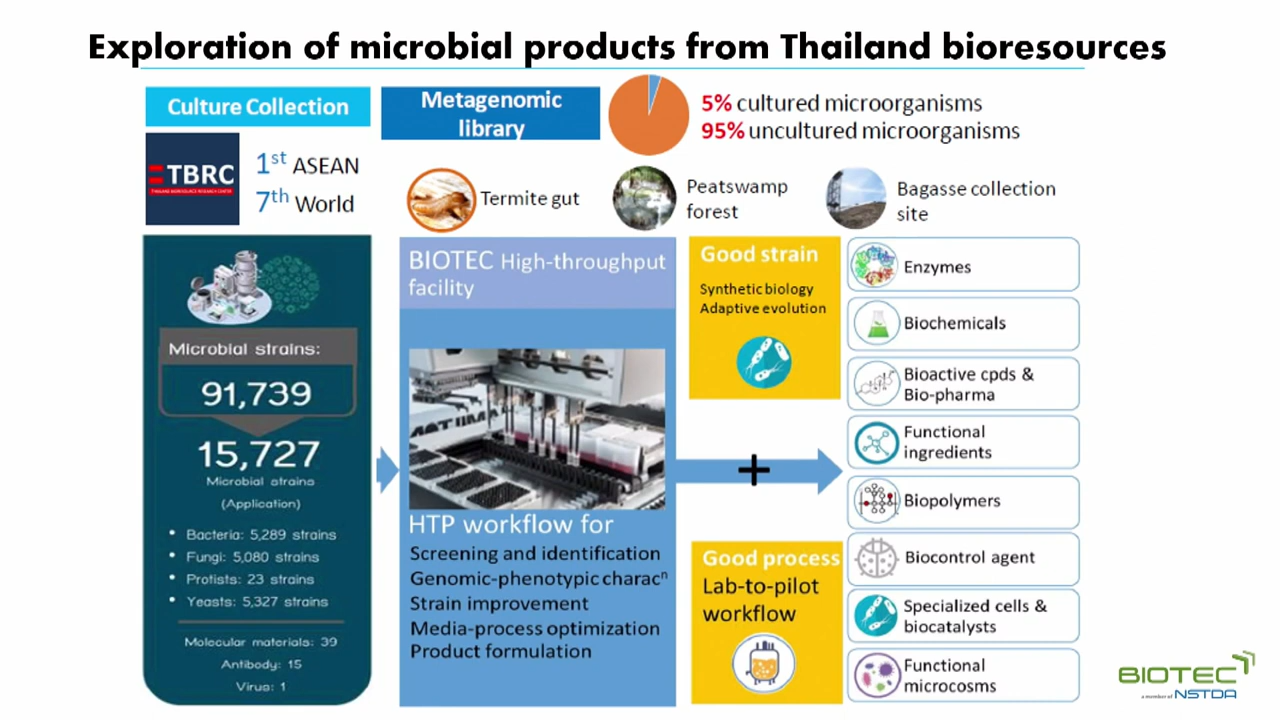 Exploration of microbial products from Thailand bioresources
Culture Collection
TBRC
1st ASEAN
7th World
Metagenomic
library
5% cultured microorganisms
95% uncultured microorganisms
Termite gut
Peatswamp
forest
Bagasse collection
site
Microbial strains:
91,739
15,727
Microbial strains
(Application)
• Bacteria: 5,289 strains
• Fungi: 5,080 strains
• Protists: 23 strains
• Yeasts: 5,327 strains
Molecular materials: 39
Antibody: 15
Virus: 1
BIOTEC High-throughput
facility
HTP workflow for
Screening and identification
Genomic-phenotypic characⁿ
Strain improvement
Media-process optimization
Product formulation
Good strain
Synthetic biology
Adaptive evolution
+
Good process
Lab-to-pilot
workflow
Enzymes
Biochemicals
Bioactive cpds &
Bio-pharma
Functional
ingredients
Biopolymers
Biocontrol agent
Specialized cells &
biocatalysts
Functional
microcosms
BIOTEC
a member of NSTDA